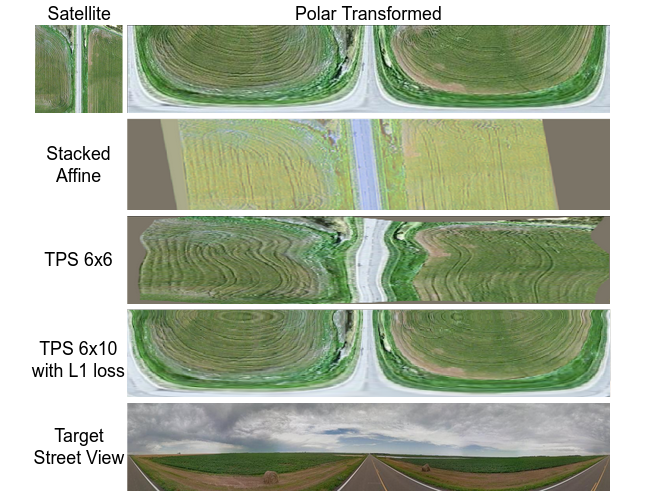 Satellite
Polar Transformed
Stacked
Affine
TPS 6x6
TPS 6x10
with L1 loss
Target
Street View